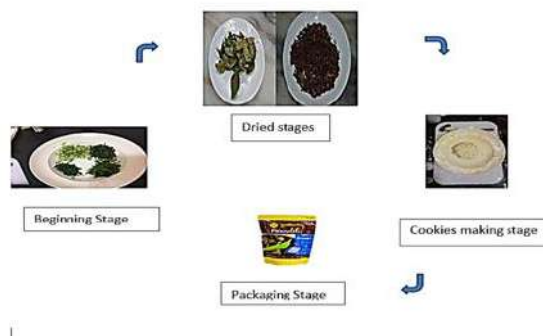 Dried stages
Beginning Stage
Cookies making stage
Packaging Stage